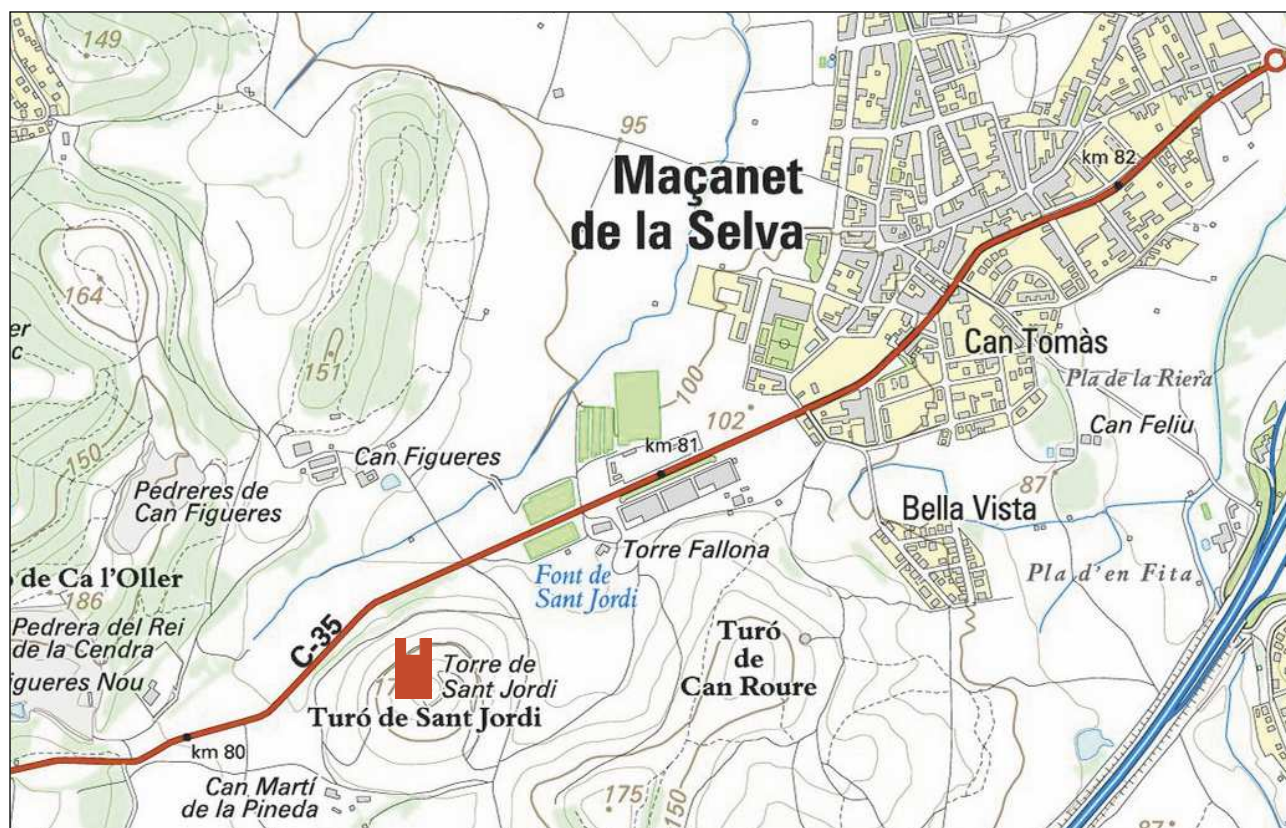 149
95
km 82
Maçanet
de la Selva
164
er
c
151
Can Tomàs
Pla de la Riera
100
102
Can Feliu
km 81
150
Can Figueres
87
Pedreres de
Can Figueres
Bella Vista
Torre Fallona
Font de
Sant Jordi
Pla d'en Fita
de Ca l'Oller
186
Pedrera del Rei
de la Cendra
igueres Nou
C-35
Torre de
Sant Jordi
Turó de Sant Jordi
Turó
de
Can Roure
km 80
Can Martí
de la Pineda
175
150
87